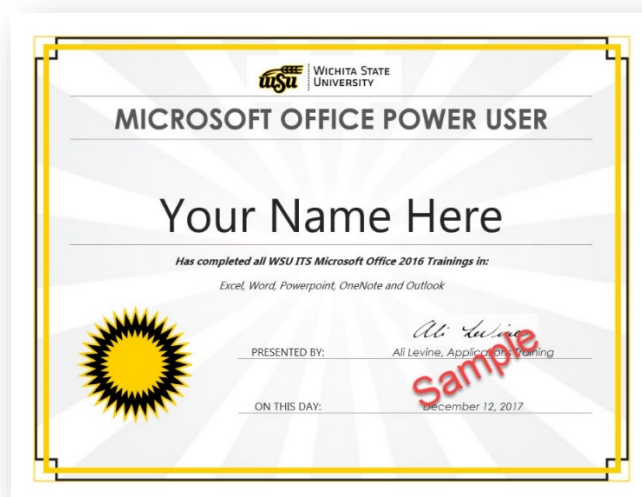 wsu WICHITA STATE
UNIVERSITY
MICROSOFT OFFICE POWER USER
Your Name Here
Has completed all WSU ITS Microsoft Office 2016 Trainings in:
Excel, Word, Powerpoint, OneNote and Outlook
Ali Levine
PRESENTED BY: Ali Levine, Applications Training
Sample
ON THIS DAY: December 12, 2017